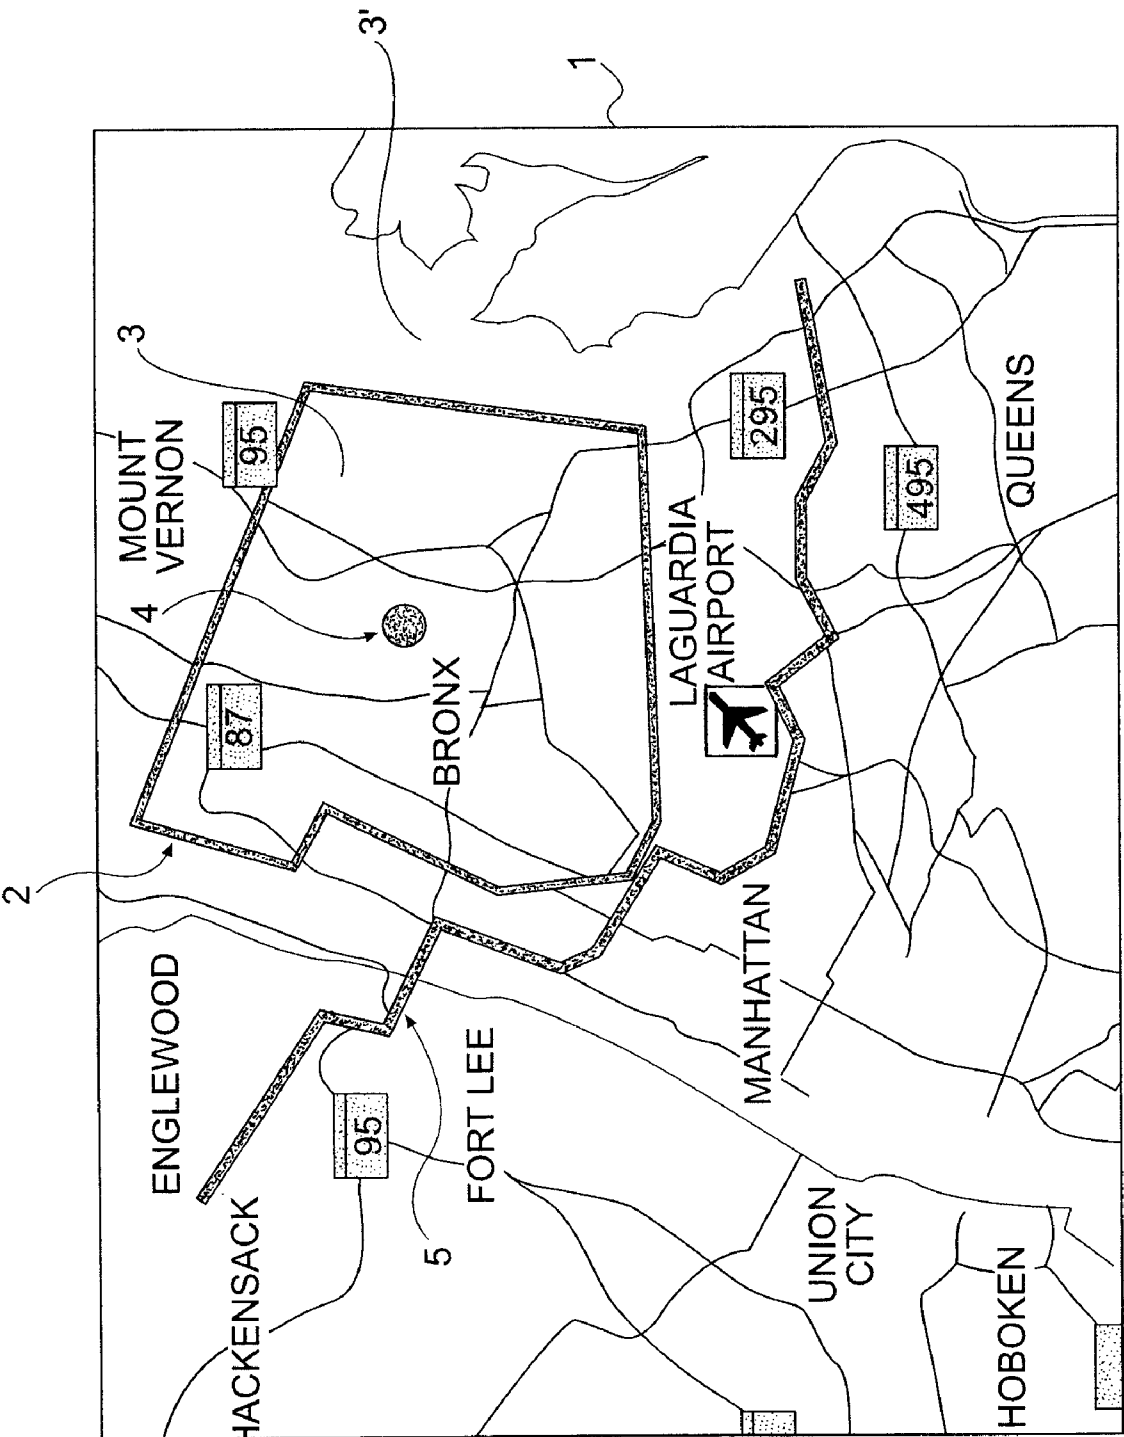 2
3
MOUNT
VERNON
4
ENGLEWOOD
HACKENSACK
87
95
95
3'
5
BRONX
FORT LEE
1
LAGUARDIA
AIRPORT
MANHATTAN
295
UNION
CITY
495
HOBOKEN
QUEENS